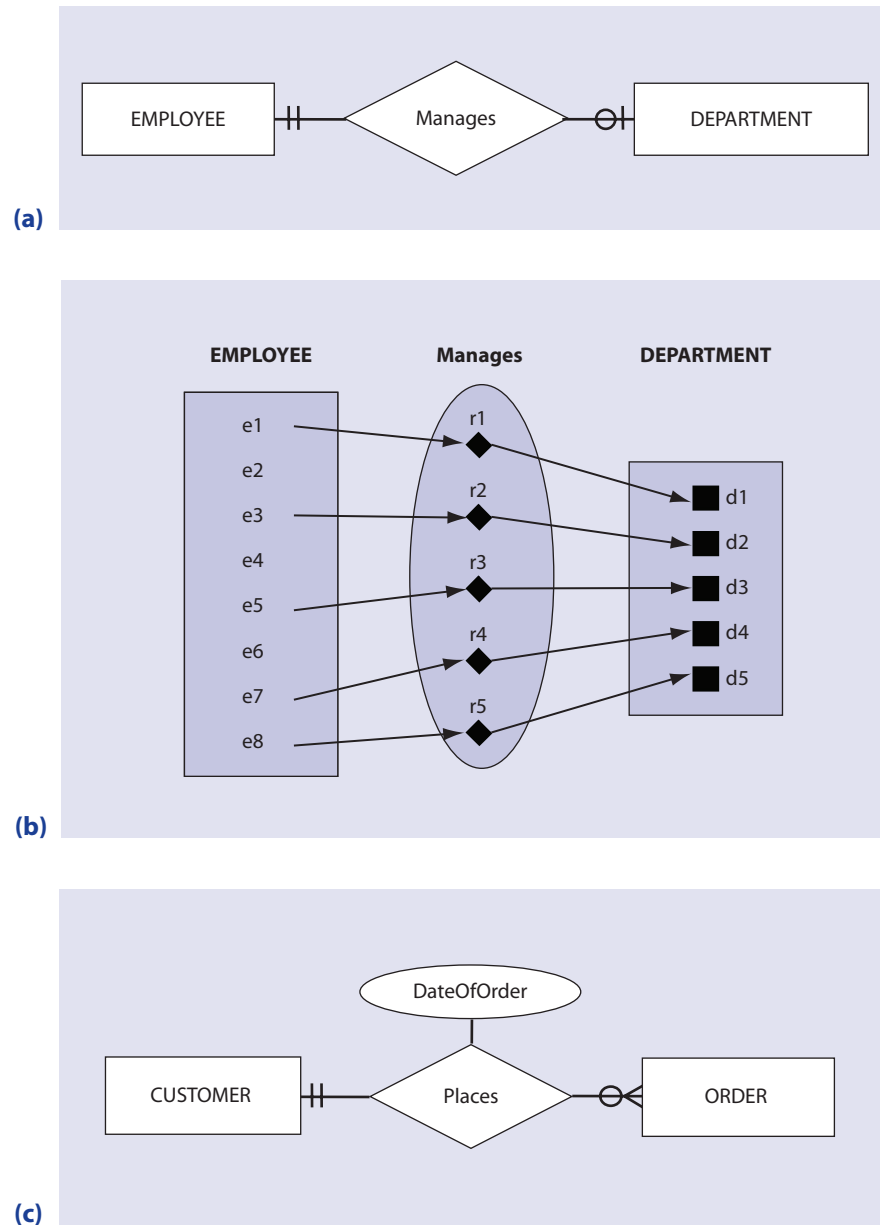 EMPLOYEE Manages DEPARTMENT
(a)
EMPLOYEE Manages DEPARTMENT
e1
e2
e3
e4
e5
e6
e7
e8
r1
r2
r3
r4
r5
d1
d2
d3
d4
d5
(b)
DateOfOrder
CUSTOMER Places ORDER
(c)